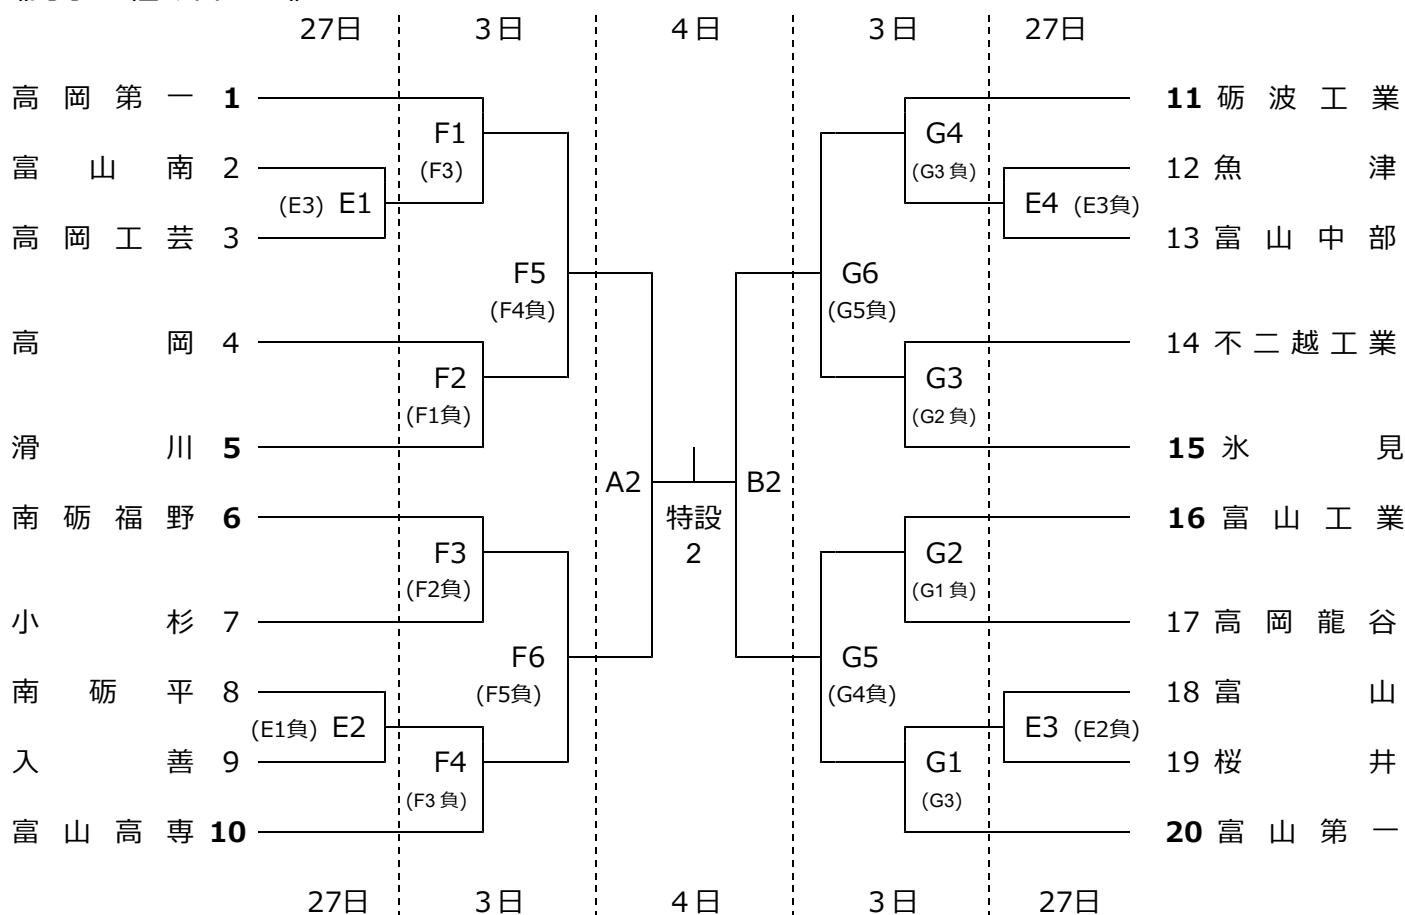 27日 3日 4日 3日 27日
高岡第一 1
F1
(F3)
富山南 2
(E3) E1
高岡工芸 3
F5
(F4負)
高岡 4
F2
(F1負)
滑川 5
A2
南砺福野 6
F3
(F2負)
小杉 7
F6
(F5負)
南砺平 8
(E1負) E2
入善 9
F4
(F3負)
富山高専 10
特設
2
B2
11 砺波工業
G4
(G3負)
12 魚津
E4 (E3負)
13 富山中部
G6
(G5負)
14 不二越工業
G3
(G2負)
15 氷見
16 富山工業
G2
(G1負)
17 高岡龍谷
G5
(G4負)
18 富山
E3 (E2負)
19 桜井
G1
(G3)
20 富山第一
27日 3日 4日 3日 27日